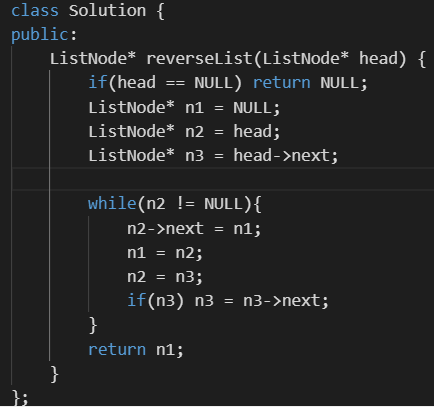 class Solution {
public:
    ListNode* reverseList(ListNode* head) {
        if(head == NULL) return NULL;
        ListNode* n1 = NULL;
        ListNode* n2 = head;
        ListNode* n3 = head->next;

        while(n2 != NULL){
            n2->next = n1;
            n1 = n2;
            n2 = n3;
            if(n3) n3 = n3->next;
        }
        return n1;
    }
};